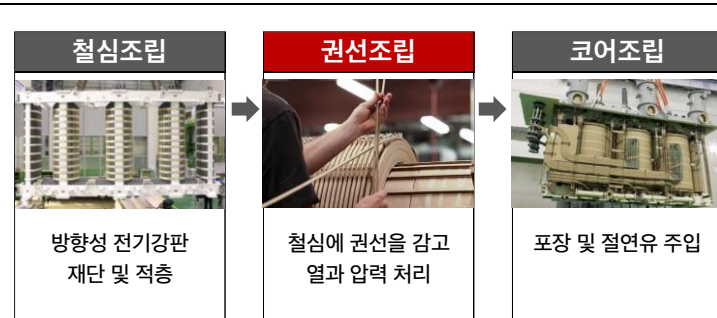 철심조립
권선조립
코어조립
방향성 전기강판
재단 및 적층
철심에 권선을 감고
열과 압력 처리
포장 및 절연유 주입